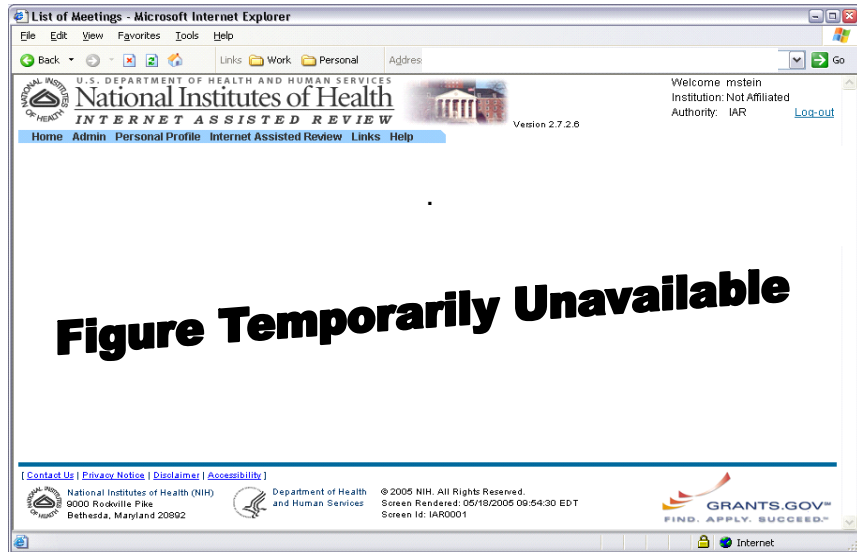 List of Meetings - Microsoft Internet Explorer
File Edit View Favorites Tools Help
Back Links Work Personal Addres Go
U.S. DEPARTMENT OF HEALTH AND HUMAN SERVICES
National Institutes of Health
INTERNET ASSISTED REVIEW
Version 2.7.2.6
Welcome mstein
Institution: Not Affiliated
Authority: IAR Log-out
Home Admin Personal Profile Internet Assisted Review Links Help
.
Figure Temporarily Unavailable
[ Contact Us | Privacy Notice | Disclaimer | Accessibility ]
National Institutes of Health (NIH)
9000 Rockville Pike
Bethesda, Maryland 20892
Department of Health
and Human Services
© 2005 NIH. All Rights Reserved.
Screen Rendered: 05/18/2005 09:54:30 EDT
Screen Id: IAR0001
GRANTS.GOV℠
FIND. APPLY. SUCCEED.℠
Internet